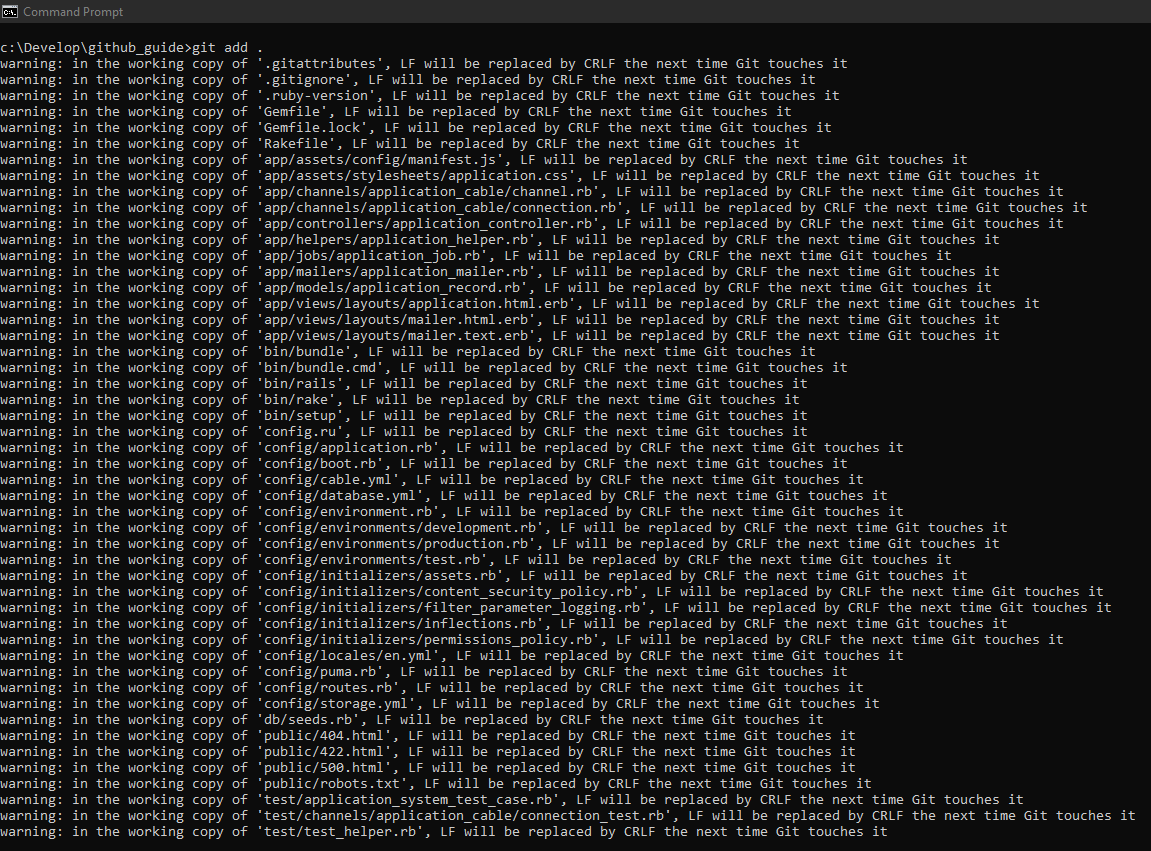 Command Prompt
c:\Develop\github_guide>git add .
warning: in the working copy of '.gitattributes', LF will be replaced by CRLF the next time Git touches it
warning: in the working copy of '.gitignore', LF will be replaced by CRLF the next time Git touches it
warning: in the working copy of '.ruby-version', LF will be replaced by CRLF the next time Git touches it
warning: in the working copy of 'Gemfile', LF will be replaced by CRLF the next time Git touches it
warning: in the working copy of 'Gemfile.lock', LF will be replaced by CRLF the next time Git touches it
warning: in the working copy of 'Rakefile', LF will be replaced by CRLF the next time Git touches it
warning: in the working copy of 'app/assets/config/manifest.js', LF will be replaced by CRLF the next time Git touches it
warning: in the working copy of 'app/assets/stylesheets/application.css', LF will be replaced by CRLF the next time Git touches it
warning: in the working copy of 'app/channels/application_cable/channel.rb', LF will be replaced by CRLF the next time Git touches it
warning: in the working copy of 'app/channels/application_cable/connection.rb', LF will be replaced by CRLF the next time Git touches it
warning: in the working copy of 'app/controllers/application_controller.rb', LF will be replaced by CRLF the next time Git touches it
warning: in the working copy of 'app/helpers/application_helper.rb', LF will be replaced by CRLF the next time Git touches it
warning: in the working copy of 'app/jobs/application_job.rb', LF will be replaced by CRLF the next time Git touches it
warning: in the working copy of 'app/mailers/application_mailer.rb', LF will be replaced by CRLF the next time Git touches it
warning: in the working copy of 'app/models/application_record.rb', LF will be replaced by CRLF the next time Git touches it
warning: in the working copy of 'app/views/layouts/application.html.erb', LF will be replaced by CRLF the next time Git touches it
warning: in the working copy of 'app/views/layouts/mailer.html.erb', LF will be replaced by CRLF the next time Git touches it
warning: in the working copy of 'app/views/layouts/mailer.text.erb', LF will be replaced by CRLF the next time Git touches it
warning: in the working copy of 'bin/bundle', LF will be replaced by CRLF the next time Git touches it
warning: in the working copy of 'bin/bundle.cmd', LF will be replaced by CRLF the next time Git touches it
warning: in the working copy of 'bin/rails', LF will be replaced by CRLF the next time Git touches it
warning: in the working copy of 'bin/rake', LF will be replaced by CRLF the next time Git touches it
warning: in the working copy of 'bin/setup', LF will be replaced by CRLF the next time Git touches it
warning: in the working copy of 'config.ru', LF will be replaced by CRLF the next time Git touches it
warning: in the working copy of 'config/application.rb', LF will be replaced by CRLF the next time Git touches it
warning: in the working copy of 'config/boot.rb', LF will be replaced by CRLF the next time Git touches it
warning: in the working copy of 'config/cable.yml', LF will be replaced by CRLF the next time Git touches it
warning: in the working copy of 'config/database.yml', LF will be replaced by CRLF the next time Git touches it
warning: in the working copy of 'config/environment.rb', LF will be replaced by CRLF the next time Git touches it
warning: in the working copy of 'config/environments/development.rb', LF will be replaced by CRLF the next time Git touches it
warning: in the working copy of 'config/environments/production.rb', LF will be replaced by CRLF the next time Git touches it
warning: in the working copy of 'config/environments/test.rb', LF will be replaced by CRLF the next time Git touches it
warning: in the working copy of 'config/initializers/assets.rb', LF will be replaced by CRLF the next time Git touches it
warning: in the working copy of 'config/initializers/content_security_policy.rb', LF will be replaced by CRLF the next time Git touches it
warning: in the working copy of 'config/initializers/filter_parameter_logging.rb', LF will be replaced by CRLF the next time Git touches it
warning: in the working copy of 'config/initializers/inflections.rb', LF will be replaced by CRLF the next time Git touches it
warning: in the working copy of 'config/initializers/permissions_policy.rb', LF will be replaced by CRLF the next time Git touches it
warning: in the working copy of 'config/locales/en.yml', LF will be replaced by CRLF the next time Git touches it
warning: in the working copy of 'config/puma.rb', LF will be replaced by CRLF the next time Git touches it
warning: in the working copy of 'config/routes.rb', LF will be replaced by CRLF the next time Git touches it
warning: in the working copy of 'config/storage.yml', LF will be replaced by CRLF the next time Git touches it
warning: in the working copy of 'db/seeds.rb', LF will be replaced by CRLF the next time Git touches it
warning: in the working copy of 'public/404.html', LF will be replaced by CRLF the next time Git touches it
warning: in the working copy of 'public/422.html', LF will be replaced by CRLF the next time Git touches it
warning: in the working copy of 'public/500.html', LF will be replaced by CRLF the next time Git touches it
warning: in the working copy of 'public/robots.txt', LF will be replaced by CRLF the next time Git touches it
warning: in the working copy of 'test/application_system_test_case.rb', LF will be replaced by CRLF the next time Git touches it
warning: in the working copy of 'test/channels/application_cable/connection_test.rb', LF will be replaced by CRLF the next time Git touches it
warning: in the working copy of 'test/test_helper.rb', LF will be replaced by CRLF the next time Git touches it